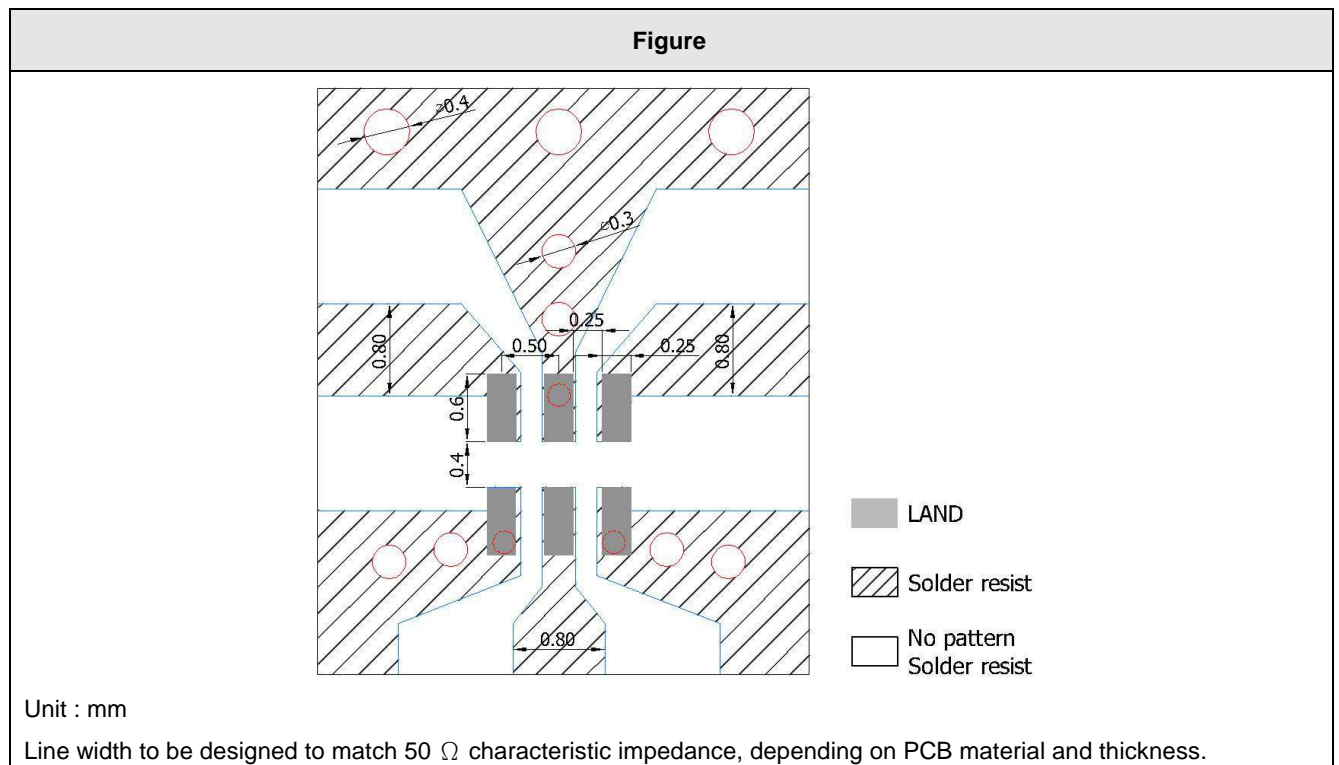 Figure
⌀0.4
⌀0.3
0.25
0.50
0.25
0.80
0.80
0.6
0.4
0.80
LAND
Solder resist
No pattern
Solder resist
Unit : mm
Line width to be designed to match 50 Ω characteristic impedance, depending on PCB material and thickness.